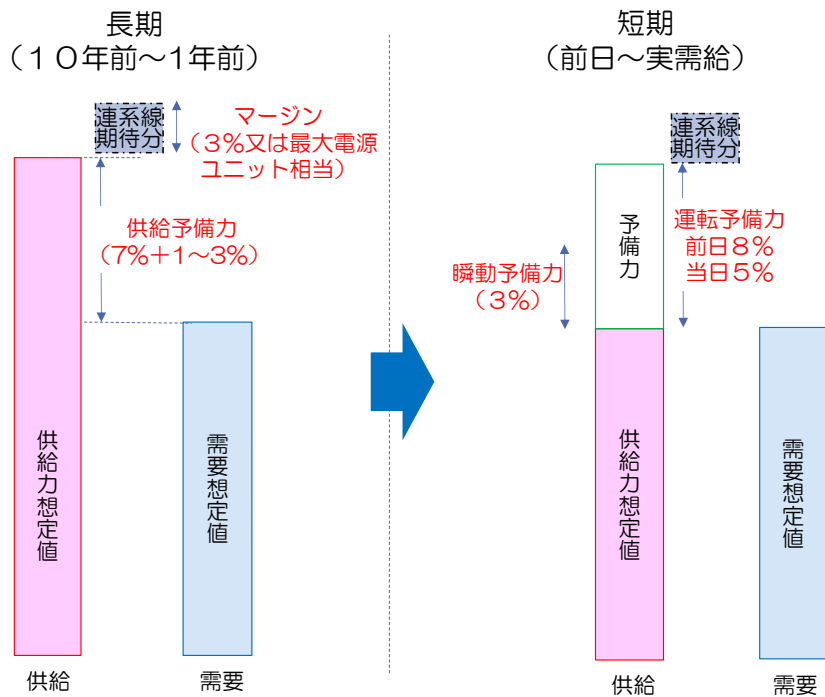 長期
（１０年前～1年前）
連系線
期待分
マージン
（３％又は最大電源
ユニット相当）
供給予備力
（7％＋1～3％）
供給力想定値
需要想定値
供給
需要
短期
（前日～実需給）
連系線
期待分
予備力
運転予備力
前日８％
当日５％
瞬動予備力
（３％）
供給力想定値
需要想定値
供給
需要